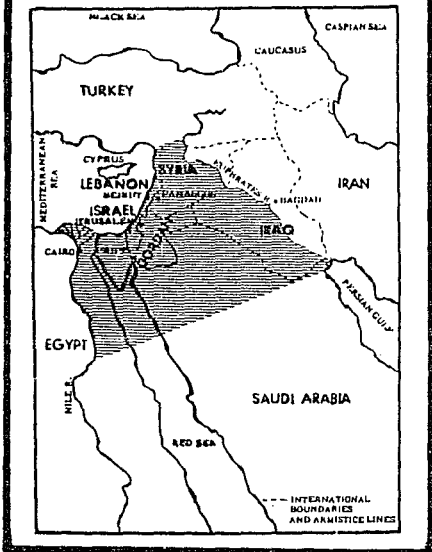 BLACK SEA
CASPIAN SEA
CAUCASUS
TURKEY
MEDITERRANEAN
SEA
CYPRUS
SYRIA
LEBANON
BEIRUT
DAMASCUS
EUPHRATES R.
BAGHDAD
IRAN
ISRAEL
JERUSALEM
IRAQ
CAIRO
JORDAN
PERSIAN GULF
EGYPT
NILE R.
SAUDI ARABIA
RED SEA
INTERNATIONAL
BOUNDARIES
AND ARMISTICE LINES